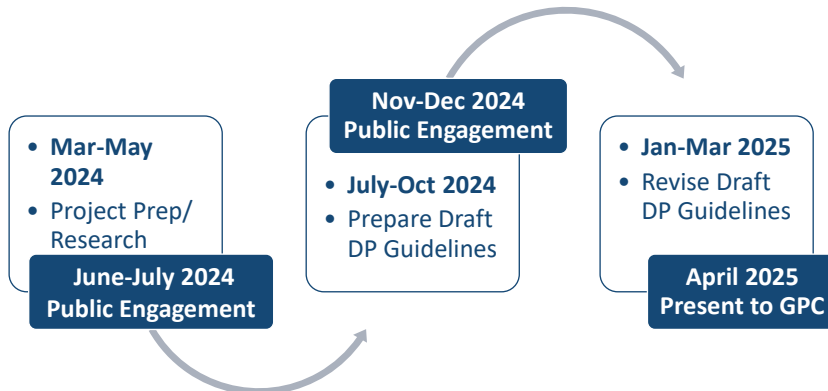 • Mar-May
2024
• Project Prep/
Research
June-July 2024
Public Engagement
Nov-Dec 2024
Public Engagement
• July-Oct 2024
• Prepare Draft
DP Guidelines
• Jan-Mar 2025
• Revise Draft
DP Guidelines
April 2025
Present to GPC